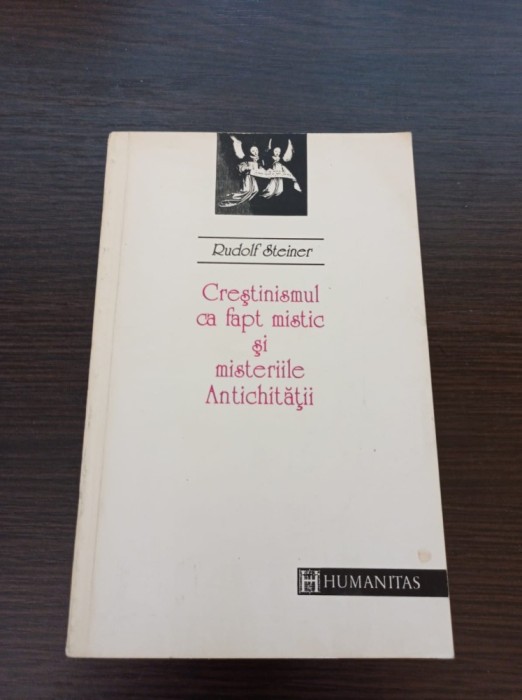 Rudolf Steiner
Creştinismul
ca fapt mistic
şi
misteriile
Antichităţii
HUMANITAS